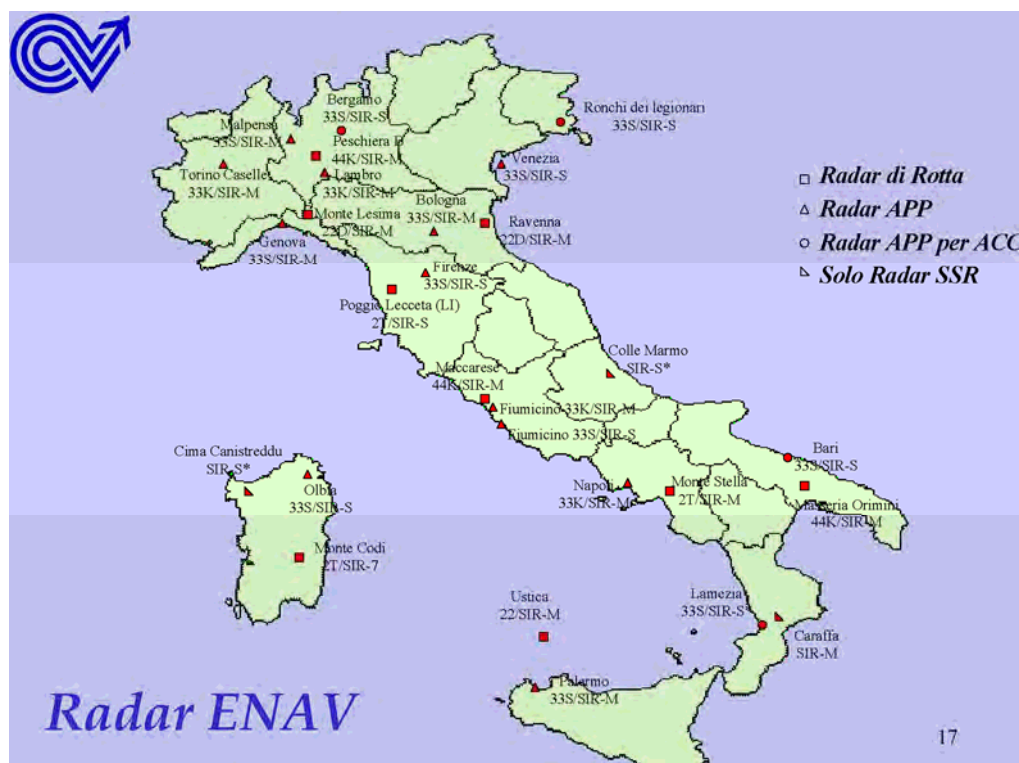 Bergamo
33S/SIR-S
Ronchi dei legionari
33S/SIR-S
Malpensa
33S/SIR-M
Peschiera B
44K/SIR-M
Venezia
33S/SIR-S
Torino Caselle
33K/SIR-M
Lambro
33K/SIR-M
Radar di Rotta
Radar APP
Radar APP per ACC
Solo Radar SSR
Bologna
33S/SIR-M
Monte Lesima
22D/SIR-M
Ravenna
22D/SIR-M
Genova
33S/SIR-M
Firenze
33S/SIR-S
Poggio Lecceta (LI)
2T/SIR-S
Colle Marmo
SIR-S*
Maccarese
44K/SIR-M
Fiumicino 33K/SIR-M
Fiumicino 33S/SIR-S
Cima Canistreddu
SIR-S*
Olbia
33S/SIR-S
Bari
33S/SIR-S
Napoli
33K/SIR-M
Monte Stella
2T/SIR-M
Masseria Orimini
44K/SIR-M
Monte Codi
2T/SIR-7
Ustica
22/SIR-M
Lamezia
33S/SIR-S
Caraffa
SIR-M
Palermo
33S/SIR-M
Radar ENAV
17